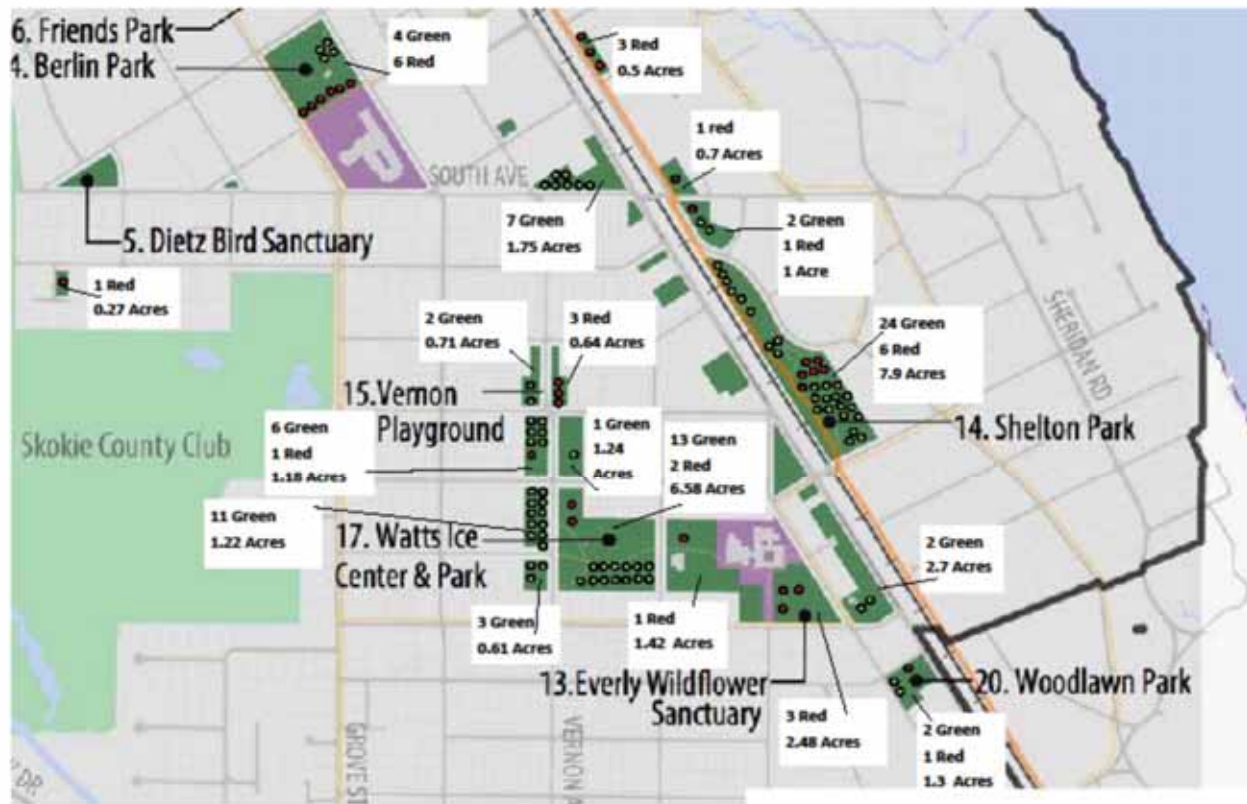 6. Friends Park
4. Berlin Park
4 Green
6 Red
3 Red
0.5 Acres
1 red
0.7 Acres
SOUTH AVE
5. Dietz Bird Sanctuary
7 Green
1.75 Acres
2 Green
1 Red
1 Acre
1 Red
0.27 Acres
2 Green
0.71 Acres
3 Red
0.64 Acres
SHERIDAN RD
24 Green
6 Red
7.9 Acres
15. Vernon
Playground
14. Shelton Park
Skokie County Club
6 Green
1 Red
1.18 Acres
1 Green
1.24
Acres
13 Green
2 Red
6.58 Acres
11 Green
1.22 Acres
17. Watts Ice
Center & Park
2 Green
2.7 Acres
3 Green
0.61 Acres
1 Red
1.42 Acres
13.Everly Wildflower
Sanctuary
20. Woodlawn Park
3 Red
2.48 Acres
2 Green
1 Red
1.3 Acres
GROVE ST
VERNON A
DR